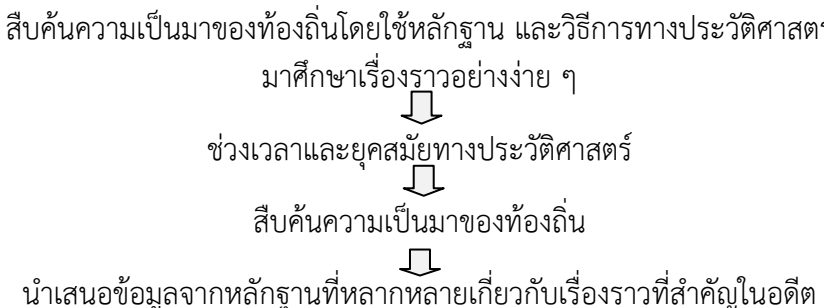 สืบค้นความเป็นมาของท้องถิ่นโดยใช้หลักฐาน และวิธีการทางประวัติศาสตร
มาศึกษาเรื่องราวอย่างง่าย ๆ
ช่วงเวลาและยุคสมัยทางประวัติศาสตร์
สืบค้นความเป็นมาของท้องถิ่น
นำเสนอข้อมูลจากหลักฐานที่หลากหลายเกี่ยวกับเรื่องราวที่สำคัญในอดีต